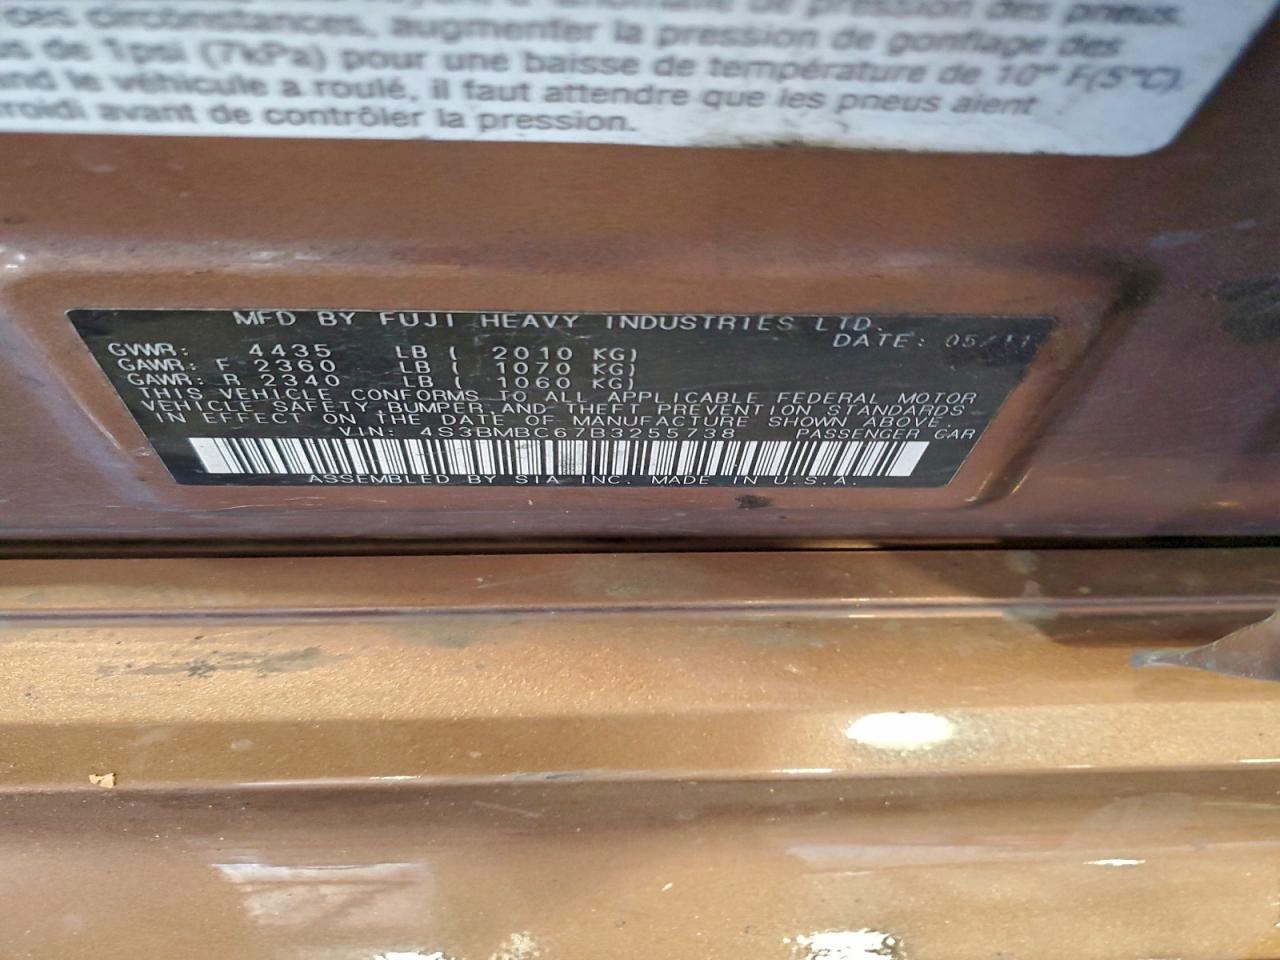 de pression des pneus.
ces circonstances, augmenter la pression de gonflage des
de 1psi (7kPa) pour une baisse de température de 10° F(5°C).
le véhicule a roulé, il faut attendre que les pneus aient
avant de contrôler la pression.
MFD BY FUJI HEAVY INDUSTRIES LTD.
DATE: 05/11
GVWR: 4435 LB ( 2010 KG)
GAWR: F 2360 LB ( 1070 KG)
GAWR: R 2340 LB ( 1060 KG)
THIS VEHICLE CONFORMS TO ALL APPLICABLE FEDERAL MOTOR
VEHICLE SAFETY,BUMPER,AND THEFT PREVENTION STANDARDS
IN EFFECT ON THE DATE OF MANUFACTURE SHOWN ABOVE.
VIN: 4S3BMBC67B3255738 PASSENGER CAR
ASSEMBLED BY SIA INC. MADE IN U.S.A.